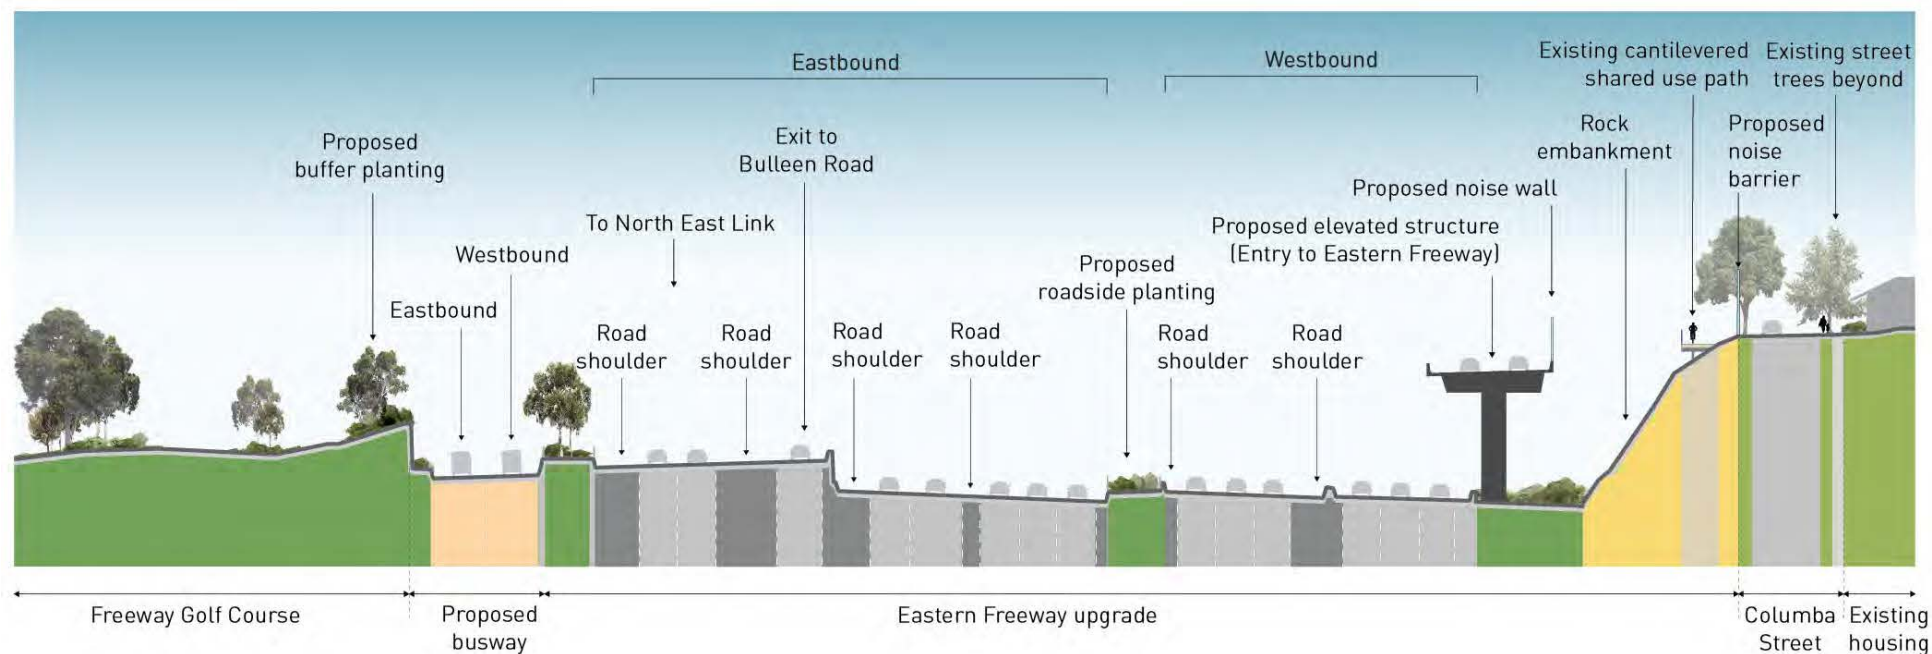 Eastbound
Westbound
Existing cantilevered
shared use path
Existing street
trees beyond
Proposed
buffer planting
Exit to
Bulleen Road
Rock
embankment
Proposed
noise
barrier
To North East Link
Proposed noise wall
Proposed elevated structure
(Entry to Eastern Freeway)
Westbound
Eastbound
Proposed
roadside planting
Road
shoulder
Road
shoulder
Road
shoulder
Road
shoulder
Road
shoulder
Road
shoulder
Freeway Golf Course
Proposed
busway
Eastern Freeway upgrade
Columba
Street
Existing
housing